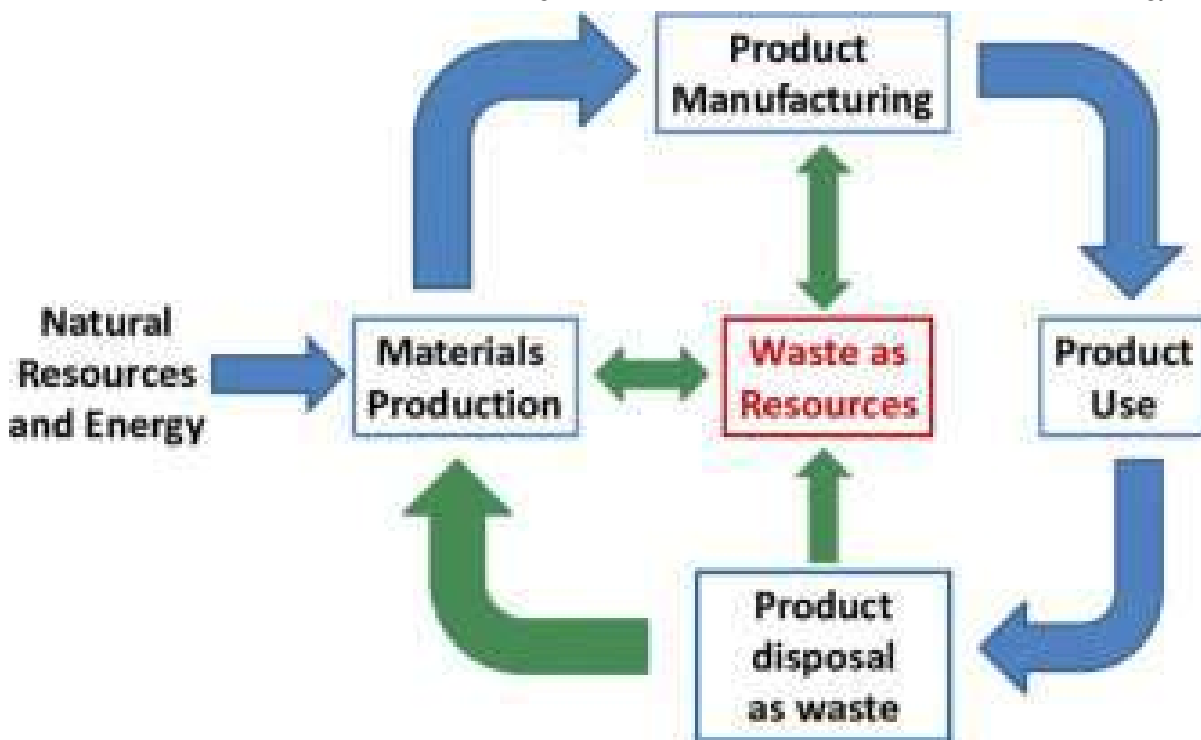 Product
Manufacturing
Natural
Resources
and Energy
Materials
Production
Waste as
Resources
Product
Use
Product
disposal
as waste